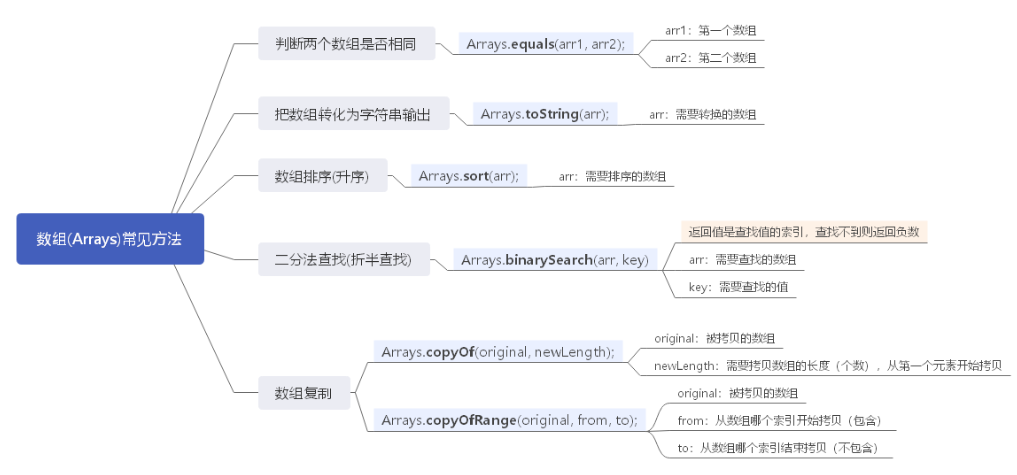 数组(Arrays)常见方法
判断两个数组是否相同
Arrays.equals(arr1, arr2);
arr1：第一个数组
arr2：第二个数组
把数组转化为字符串输出
Arrays.toString(arr);
arr：需要转换的数组
数组排序(升序)
Arrays.sort(arr);
arr：需要排序的数组
二分法查找(折半查找)
Arrays.binarySearch(arr, key)
返回值是查找值的索引，查找不到则返回负数
arr：需要查找的数组
key：需要查找的值
数组复制
Arrays.copyOf(original, newLength);
original：被拷贝的数组
newLength：需要拷贝数组的长度（个数），从第一个元素开始拷贝
Arrays.copyOfRange(original, from, to);
original：被拷贝的数组
from：从数组哪个索引开始拷贝（包含）
to：从数组哪个索引结束拷贝（不包含）